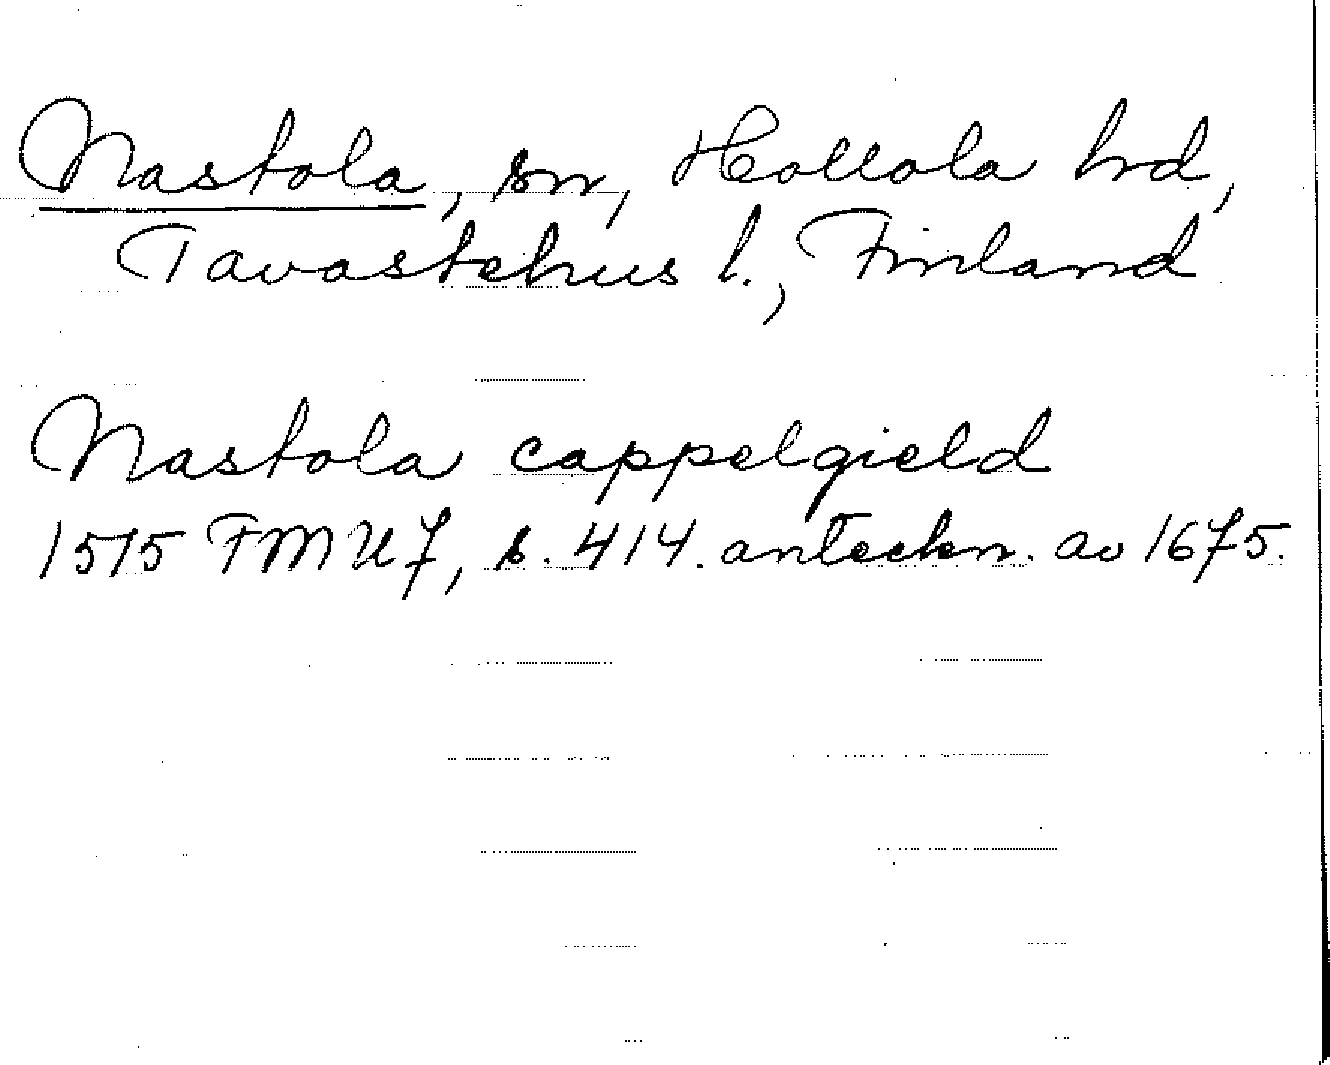 Nastola, sn, Hollola hd,
Tavastehus l., Finland
Nastola cappelgield
1515 FMU 7, s. 414. anteckn. av 1675.